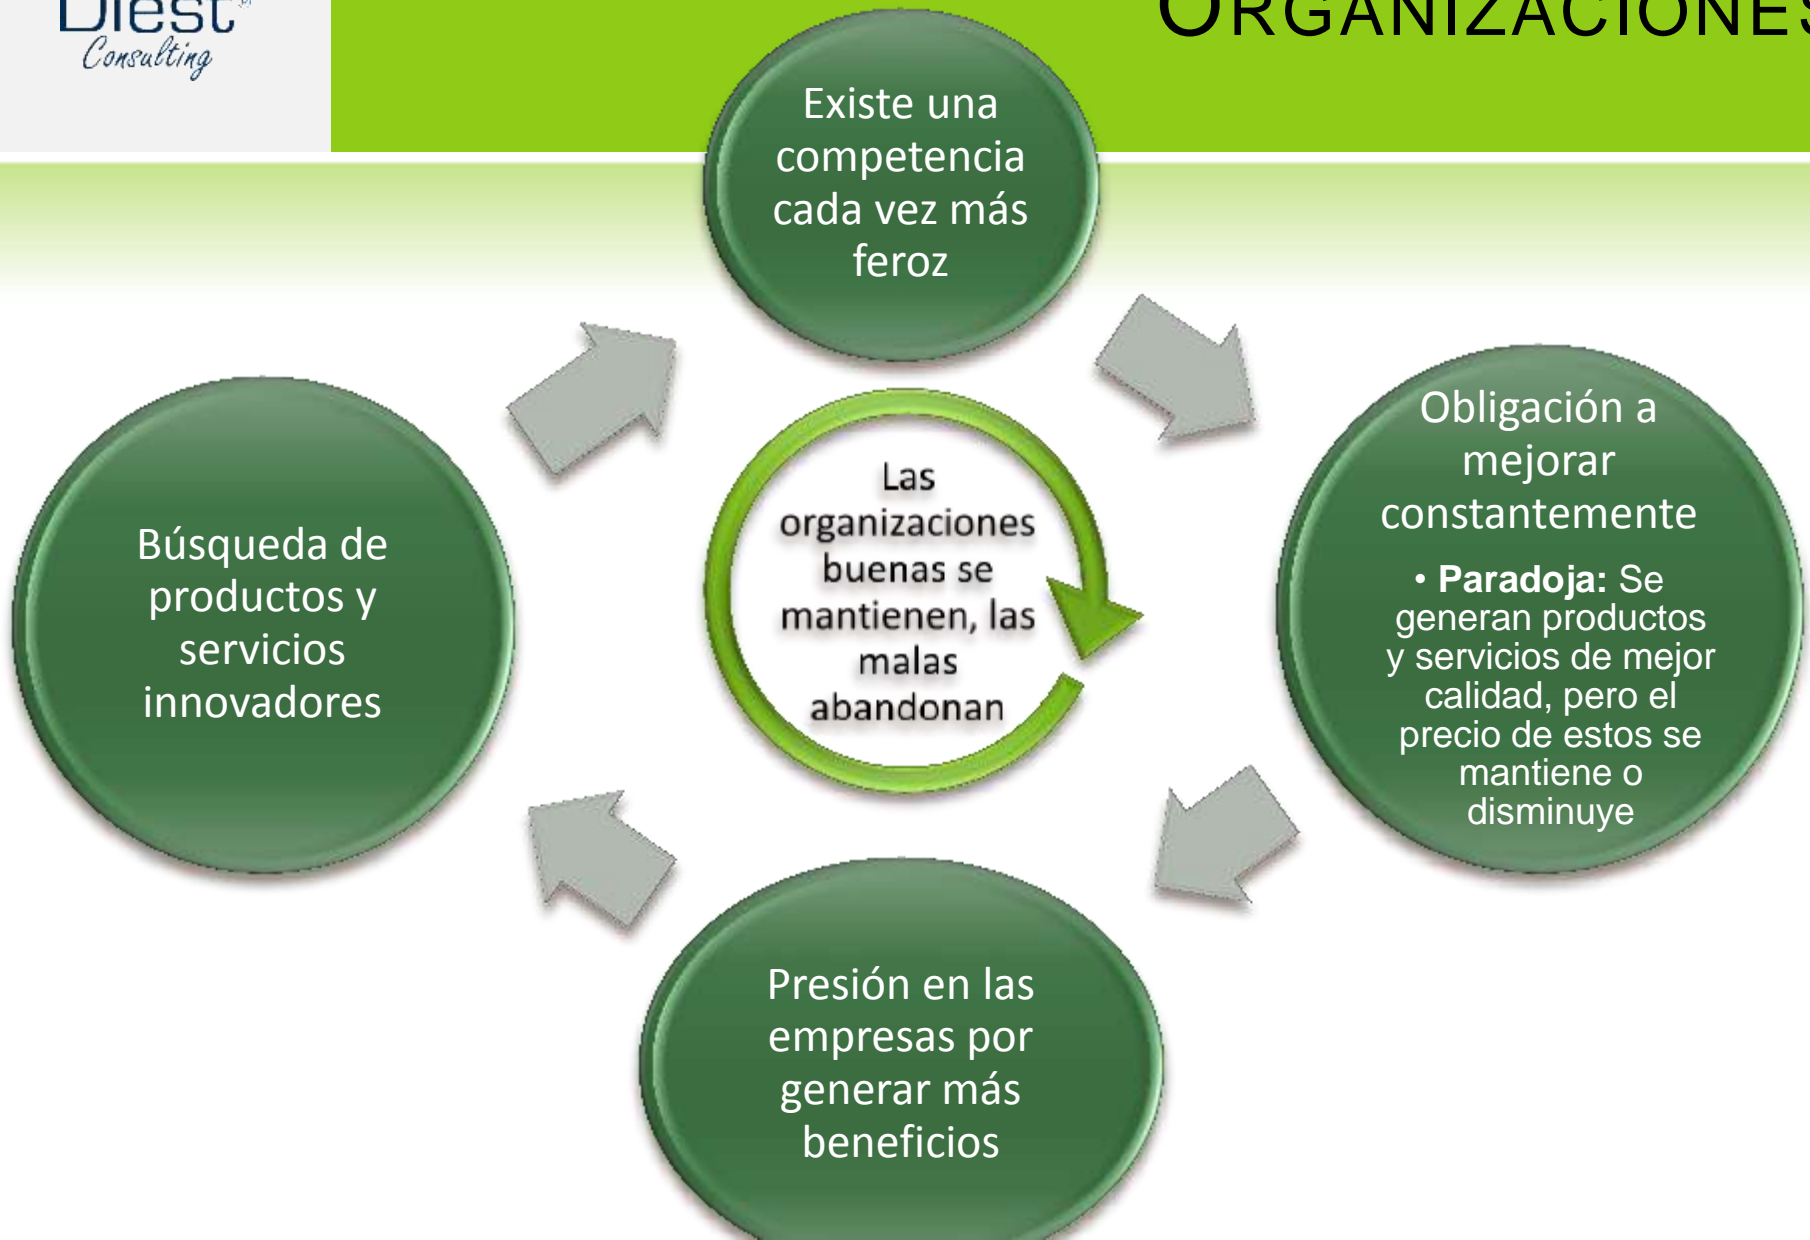 Diest
Consulting
ORGANIZACIONES
Existe una
competencia
cada vez más
feroz
Obligación a
mejorar
constantemente
• Paradoja: Se
generan productos
y servicios de mejor
calidad, pero el
precio de estos se
mantiene o
disminuye
Presión en las
empresas por
generar más
beneficios
Búsqueda de
productos y
servicios
innovadores
Las
organizaciones
buenas se
mantienen, las
malas
abandonan